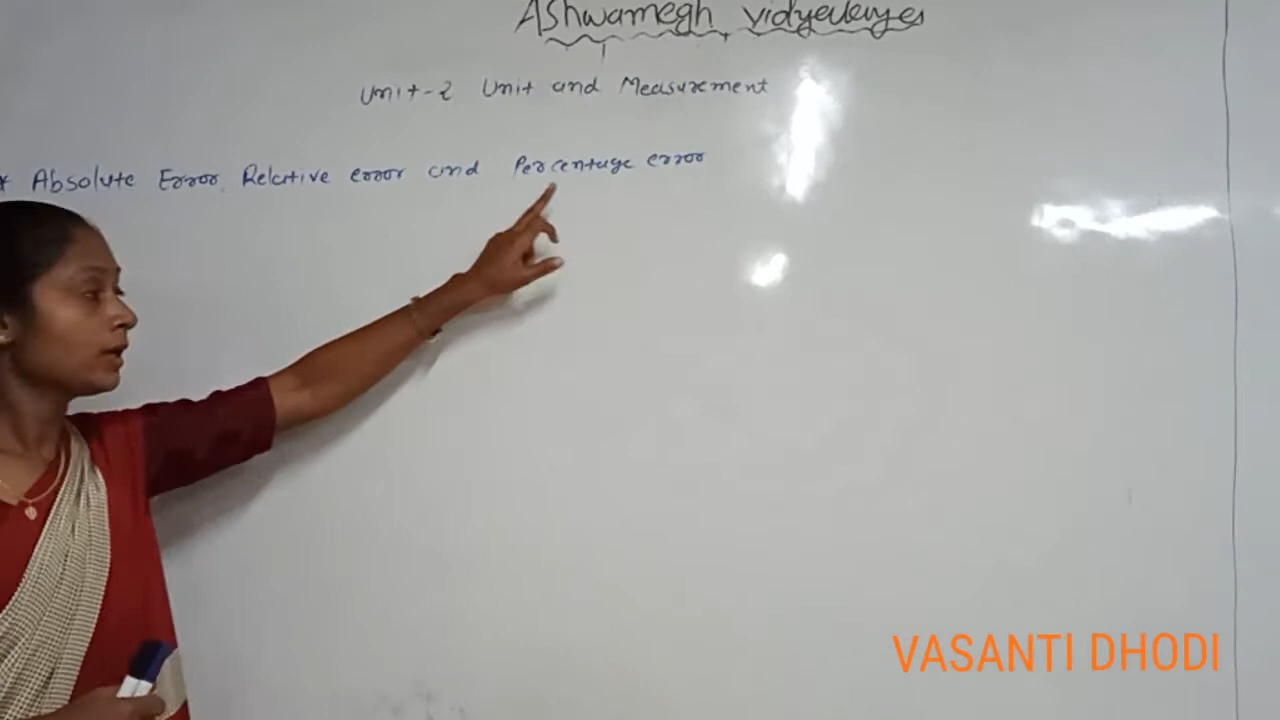 Ashwamegh vidyalaya
Unit-2 Unit and Measurement
* Absolute Error, Relative error and Percentage error
VASANTI DHODI